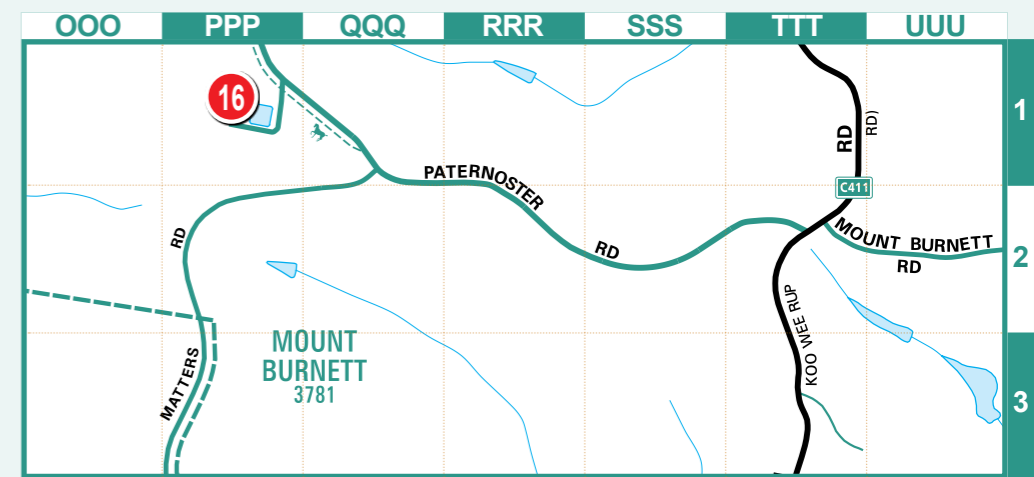 OOO PPP QQQ RRR SSS TTT UUU
1
16
RD
RD)
PATERNOSTER
RD
C411
MOUNT BURNETT
RD
RD
2
KOO WEE RUP
MOUNT
BURNETT
3781
MATTERS
3